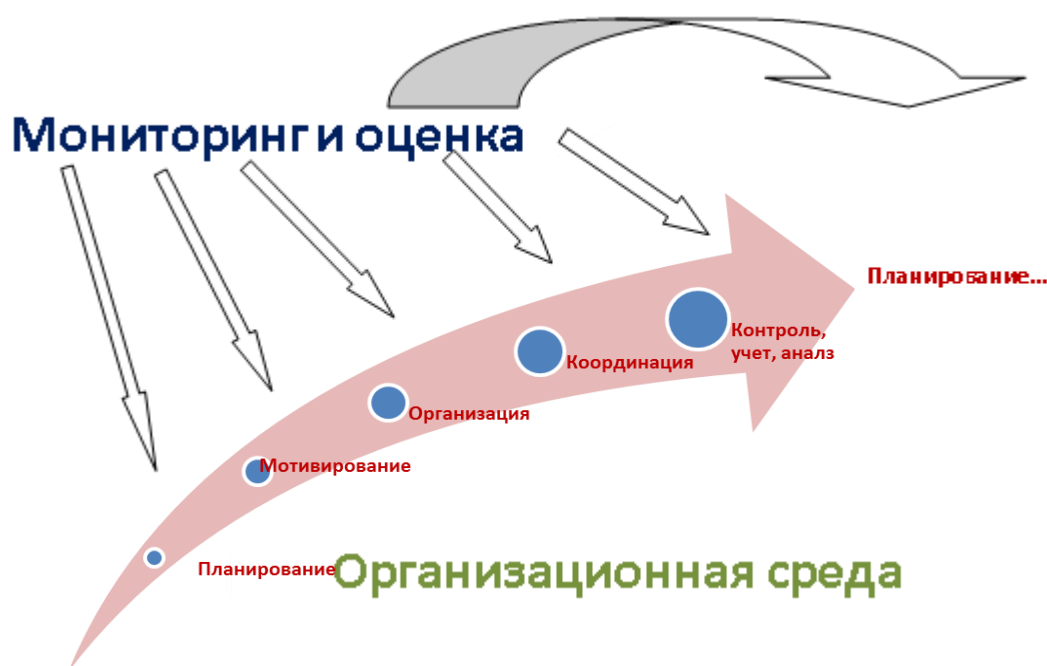 Мониторинг и оценка
Планирование...
Контроль,
учет, аналз
Координация
Организация
Мотивирование
Планирование
Организационная среда